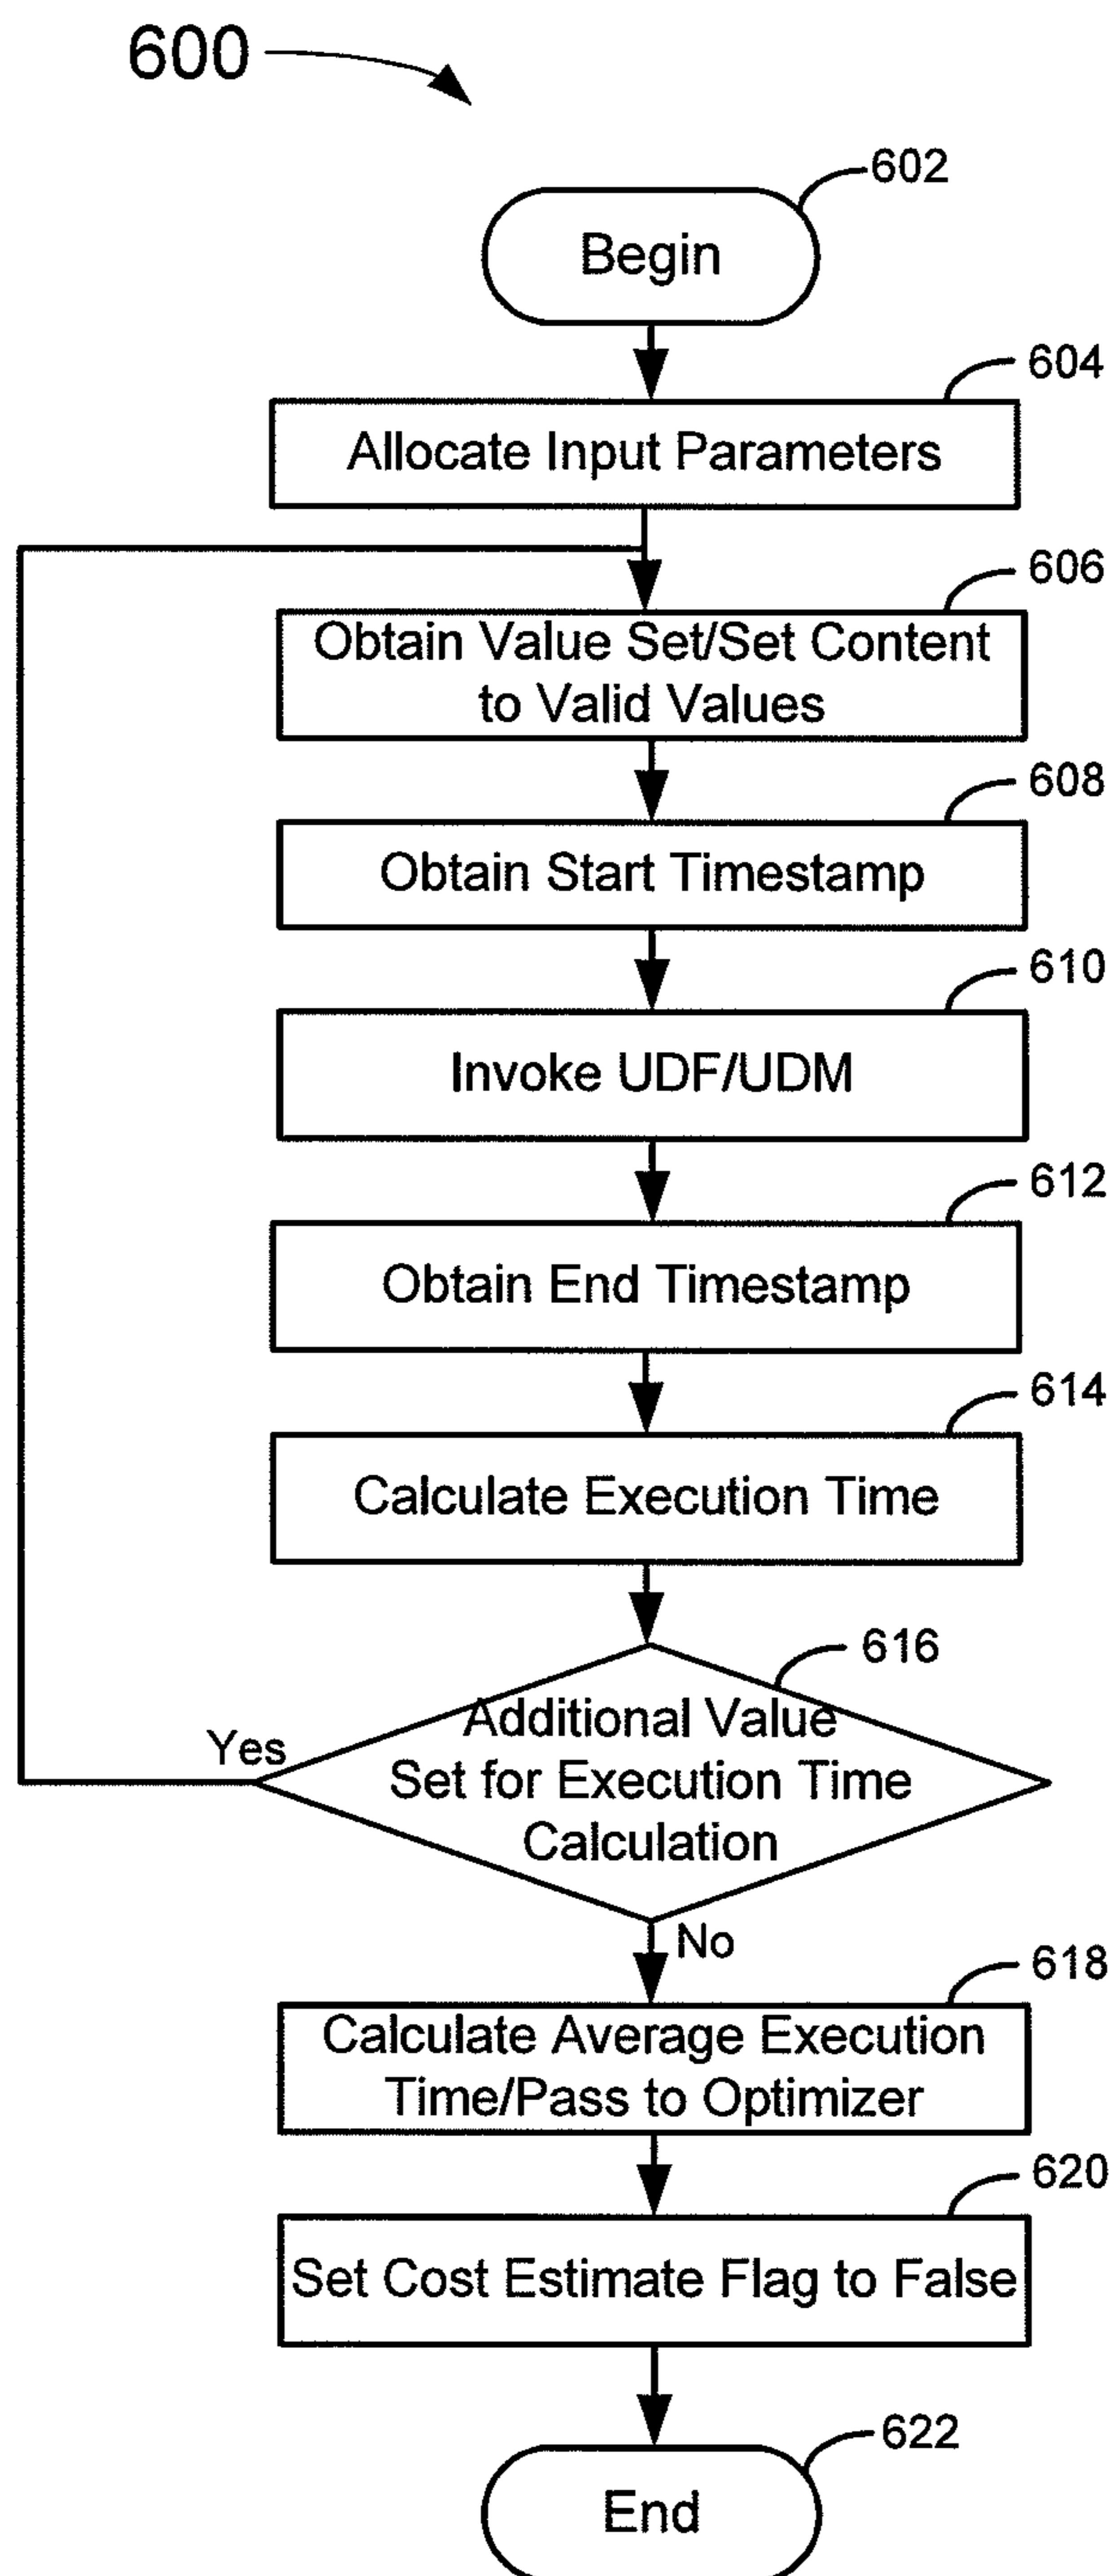 600
602
Begin
604
Allocate Input Parameters
606
Obtain Value Set/Set Content
to Valid Values
608
Obtain Start Timestamp
610
Invoke UDF/UDM
612
Obtain End Timestamp
614
Calculate Execution Time
616
Additional Value
Yes
Set for Execution Time
Calculation
No
618
Calculate Average Execution
Time/Pass to Optimizer
620
Set Cost Estimate Flag to False
622
End